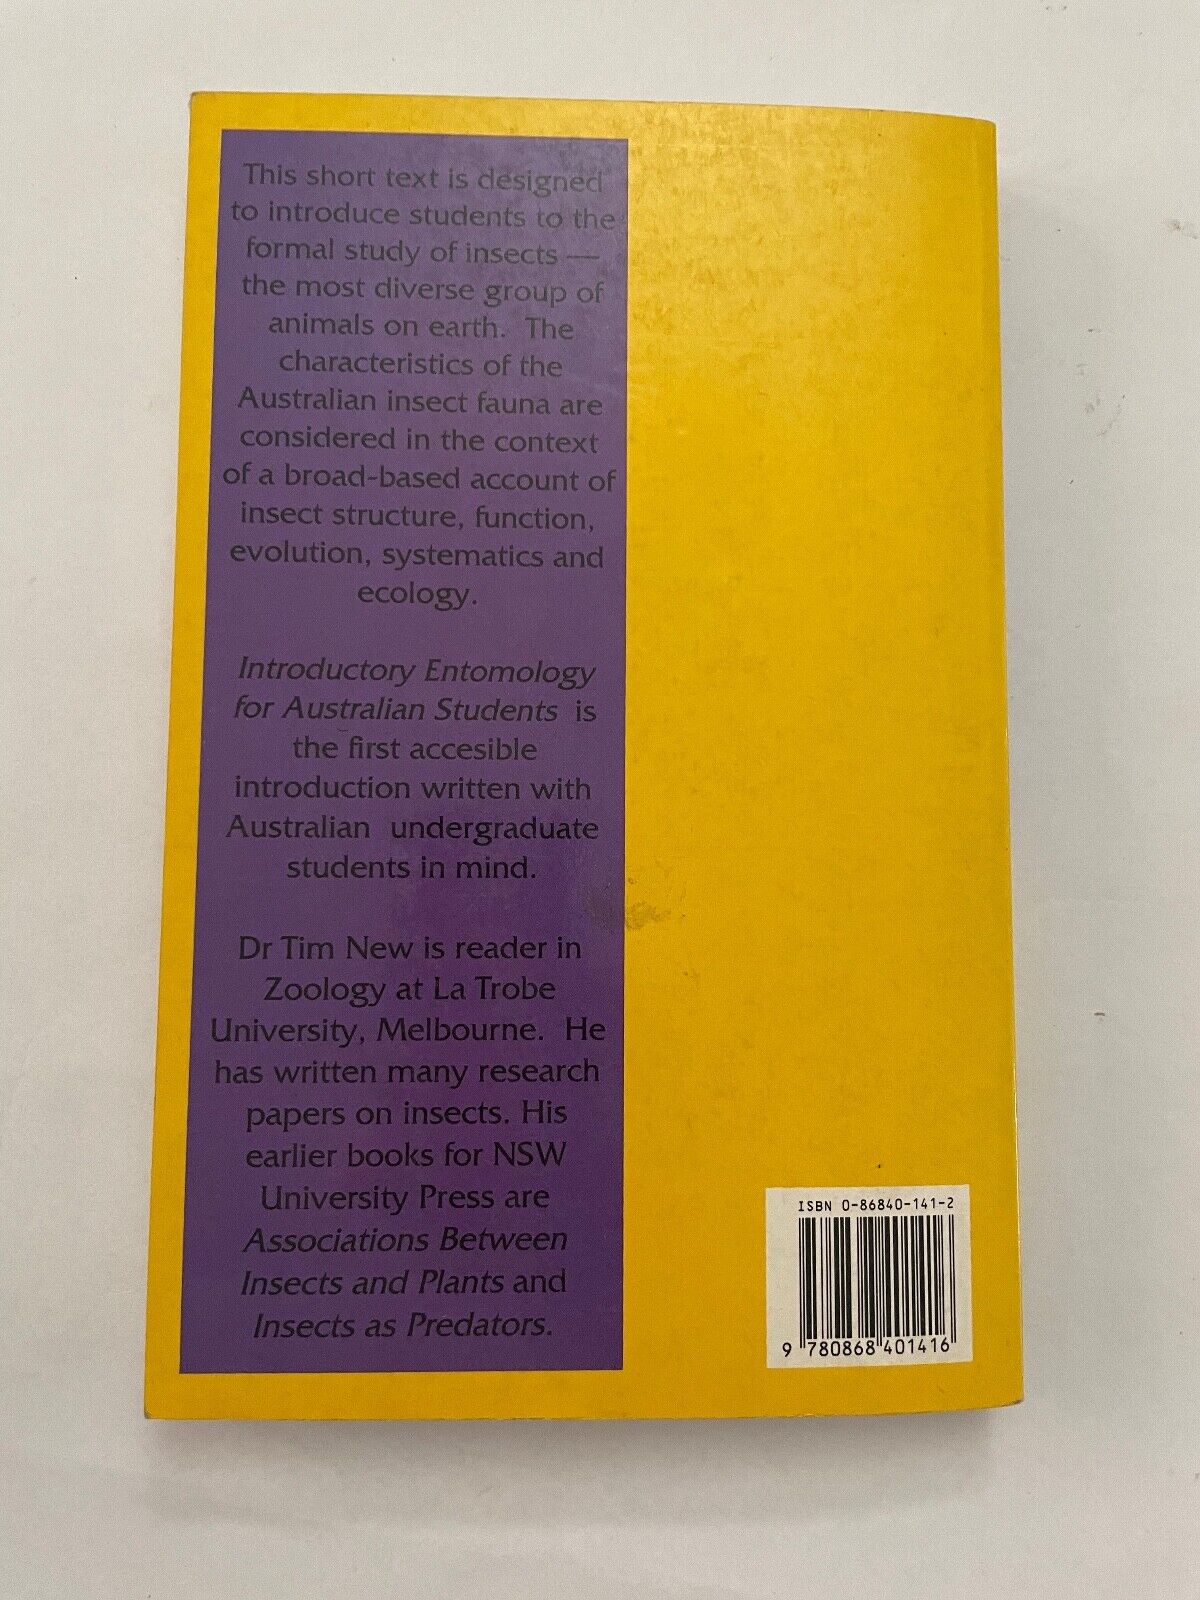 This short text is designed
to introduce students to the
formal study of insects —
the most diverse group of
animals on earth. The
characteristics of the
Australian insect fauna are
considered in the context
of a broad-based account of
insect structure, function,
evolution, systematics and
ecology.
Introductory Entomology
for Australian Students is
the first accesible
introduction written with
Australian undergraduate
students in mind.
Dr Tim New is reader in
Zoology at La Trobe
University, Melbourne. He
has written many research
papers on insects. His
earlier books for NSW
University Press are
Associations Between
Insects and Plants and
Insects as Predators.
ISBN 0-86840-141-2
9 780868 401416